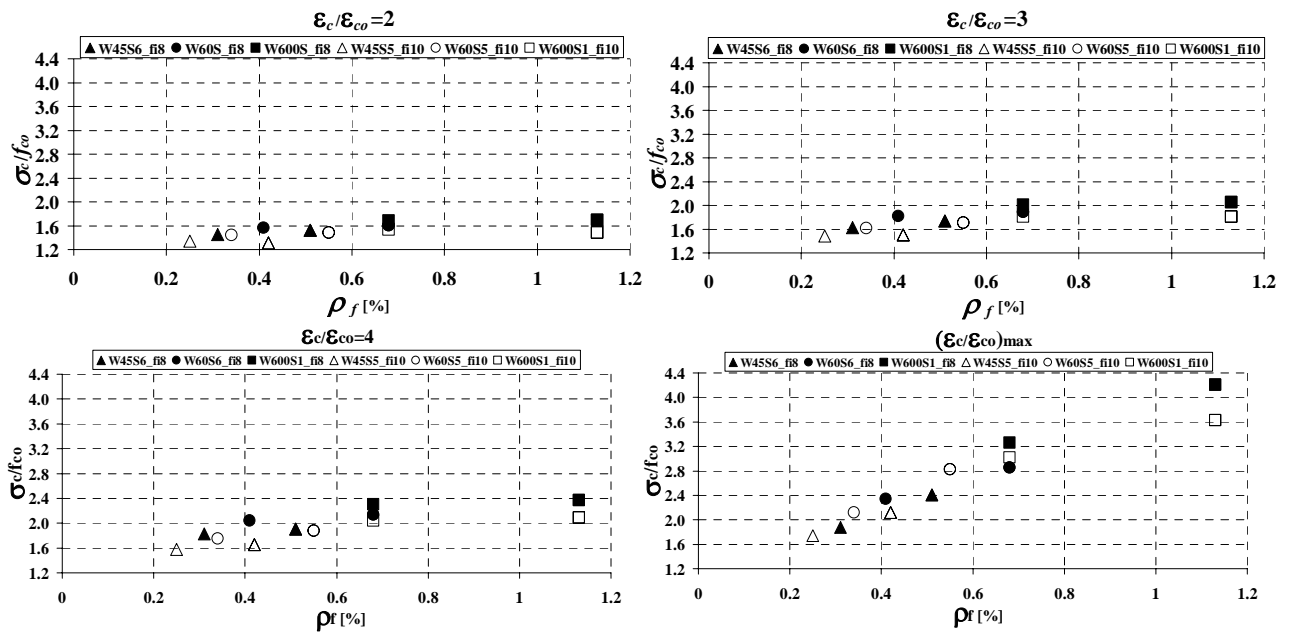 εc/εco=2
W45S6_fi8 W60S_fi8 W600S_fi8 W45S5_fi10 W60S5_fi10 W600S1_fi10
4.4
4.0
3.6
3.2
2.8
2.4
2.0
1.6
1.2
σc/fco
0 0.2 0.4 0.6 0.8 1 1.2
ρf [%]
εc/εco=3
W45S6_fi8 W60S6_fi8 W600S1_fi8 W45S5_fi10 W60S5_fi10 W600S1_fi10
4.4
4.0
3.6
3.2
2.8
2.4
2.0
1.6
1.2
σc/fco
0 0.2 0.4 0.6 0.8 1 1.2
ρf [%]
εc/εco=4
W45S6_fi8 W60S6_fi8 W600S1_fi8 W45S5_fi10 W60S5_fi10 W600S1_fi10
4.4
4.0
3.6
3.2
2.8
2.4
2.0
1.6
1.2
σc/fco
0 0.2 0.4 0.6 0.8 1 1.2
ρf [%]
(εc/εco)max
W45S6_fi8 W60S6_fi8 W600S1_fi8 W45S5_fi10 W60S5_fi10 W600S1_fi10
4.4
4.0
3.6
3.2
2.8
2.4
2.0
1.6
1.2
σc/fco
0 0.2 0.4 0.6 0.8 1 1.2
ρf [%]